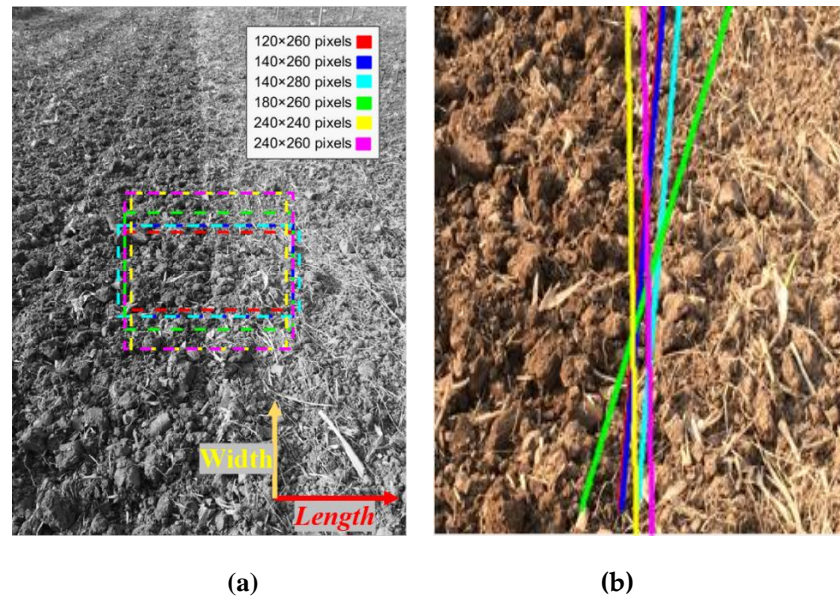 120×260 pixels
140×260 pixels
140×280 pixels
180×260 pixels
240×240 pixels
240×260 pixels
Width
Length
(a)
(b)